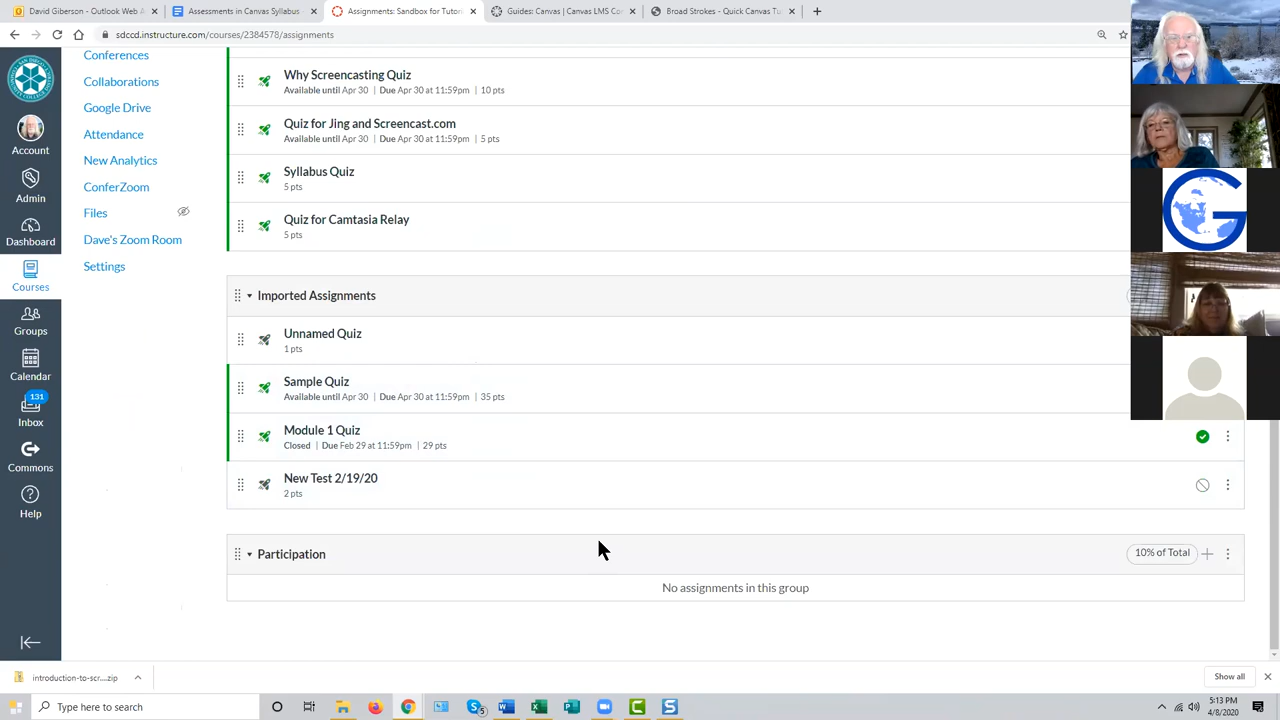 David Giberson - Outlook Web A
Assessments in Canvas Syllabus
Assignments: Sandbox for Tutori
Guides: Canvas | Canvas LMS Co
Broad Strokes - Quick Canvas Tu
sdccd.instructure.com/courses/2384578/assignments
Account
Admin
Dashboard
Courses
Groups
Calendar
131
Inbox
Commons
Help
Conferences
Collaborations
Google Drive
Attendance
New Analytics
ConferZoom
Files
Dave's Zoom Room
Settings
Why Screencasting Quiz
Available until Apr 30 | Due Apr 30 at 11:59pm | 10 pts
Quiz for Jing and Screencast.com
Available until Apr 30 | Due Apr 30 at 11:59pm | 5 pts
Syllabus Quiz
5 pts
Quiz for Camtasia Relay
5 pts
Imported Assignments
Unnamed Quiz
1 pts
Sample Quiz
Available until Apr 30 | Due Apr 30 at 11:59pm | 35 pts
Module 1 Quiz
Closed | Due Feb 29 at 11:59pm | 29 pts
New Test 2/19/20
2 pts
Participation
10% of Total
No assignments in this group
introduction-to-scr....zip
Show all
Type here to search
5
5:13 PM
4/8/2020